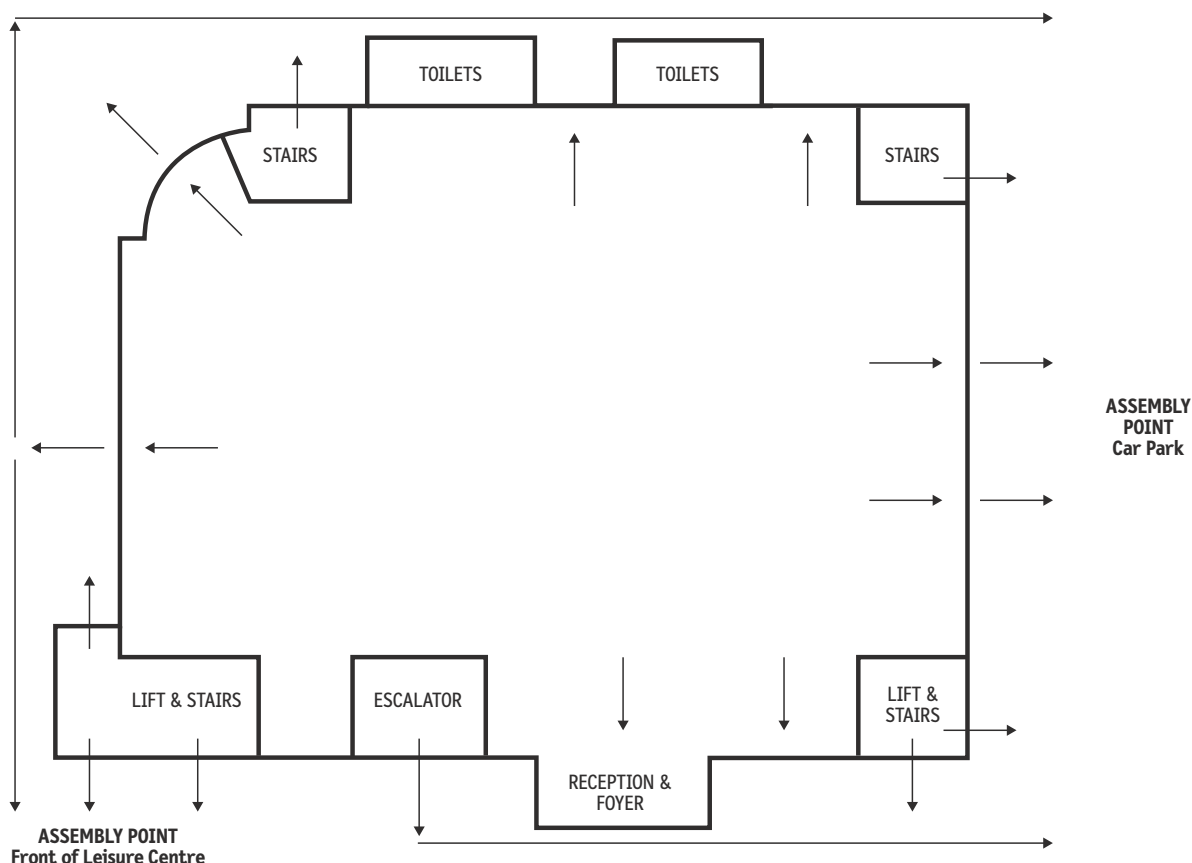 TOILETS
TOILETS
STAIRS
STAIRS
ASSEMBLY
POINT
Car Park
LIFT & STAIRS
ESCALATOR
LIFT &
STAIRS
RECEPTION &
FOYER
ASSEMBLY POINT
Front of Leisure Centre